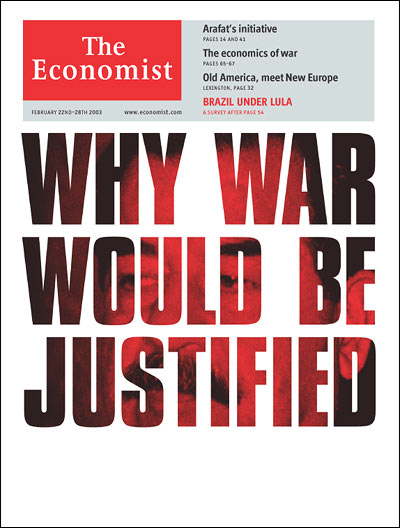 The
Economist
FEBRUARY 22ND–28TH 2003
www.economist.com
Arafat's initiative
PAGES 14 AND 41
The economics of war
PAGES 65-67
Old America, meet New Europe
LEXINGTON, PAGE 32
BRAZIL UNDER LULA
A SURVEY AFTER PAGE 54
WHY WAR
WOULD BE
JUSTIFIED